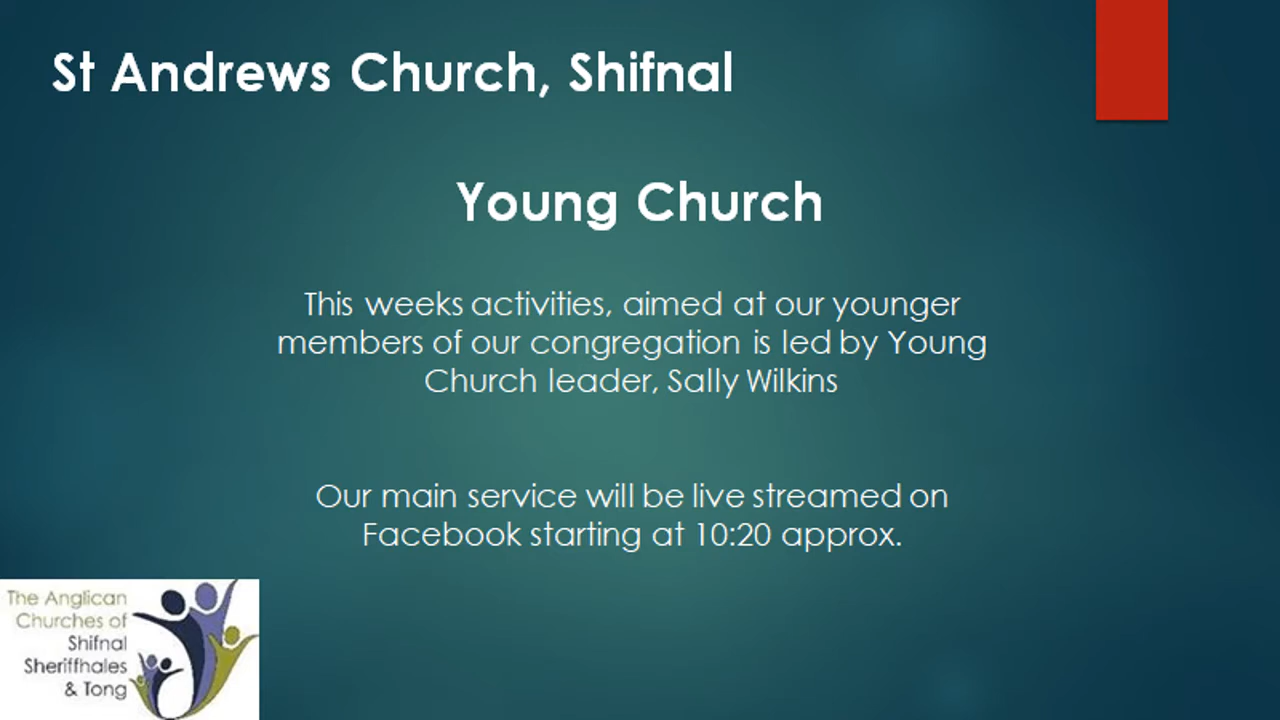 St Andrews Church, Shifnal
Young Church
This weeks activities, aimed at our younger
members of our congregation is led by Young
Church leader, Sally Wilkins
Our main service will be live streamed on
Facebook starting at 10:20 approx.
The Anglican
Churches of
Shifnal
Sheriffhales
& Tong